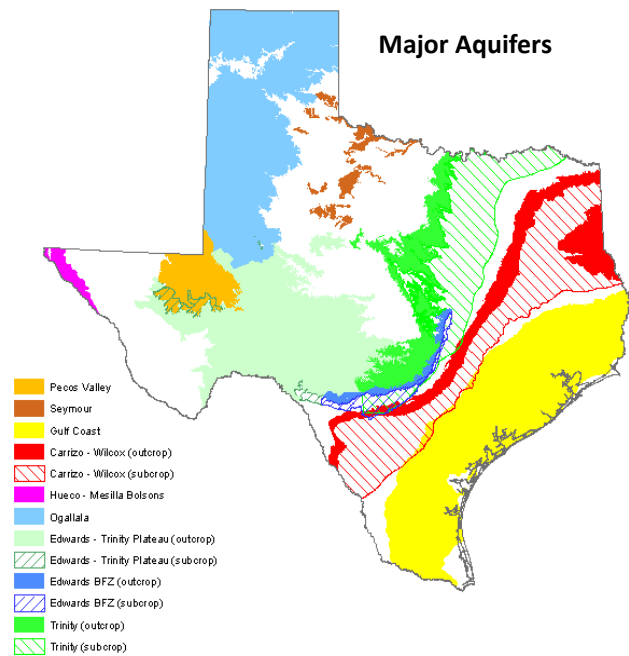 Major Aquifers
Pecos Valley
Seymour
Gulf Coast
Carrizo - Wilcox (outcrop)
Carrizo - Wilcox (subcrop)
Hueco - Mesilla Bolsons
Ogallala
Edwards - Trinity Plateau (outcrop)
Edwards - Trinity Plateau (subcrop)
Edwards BFZ (outcrop)
Edwards BFZ (subcrop)
Trinity (outcrop)
Trinity (subcrop)